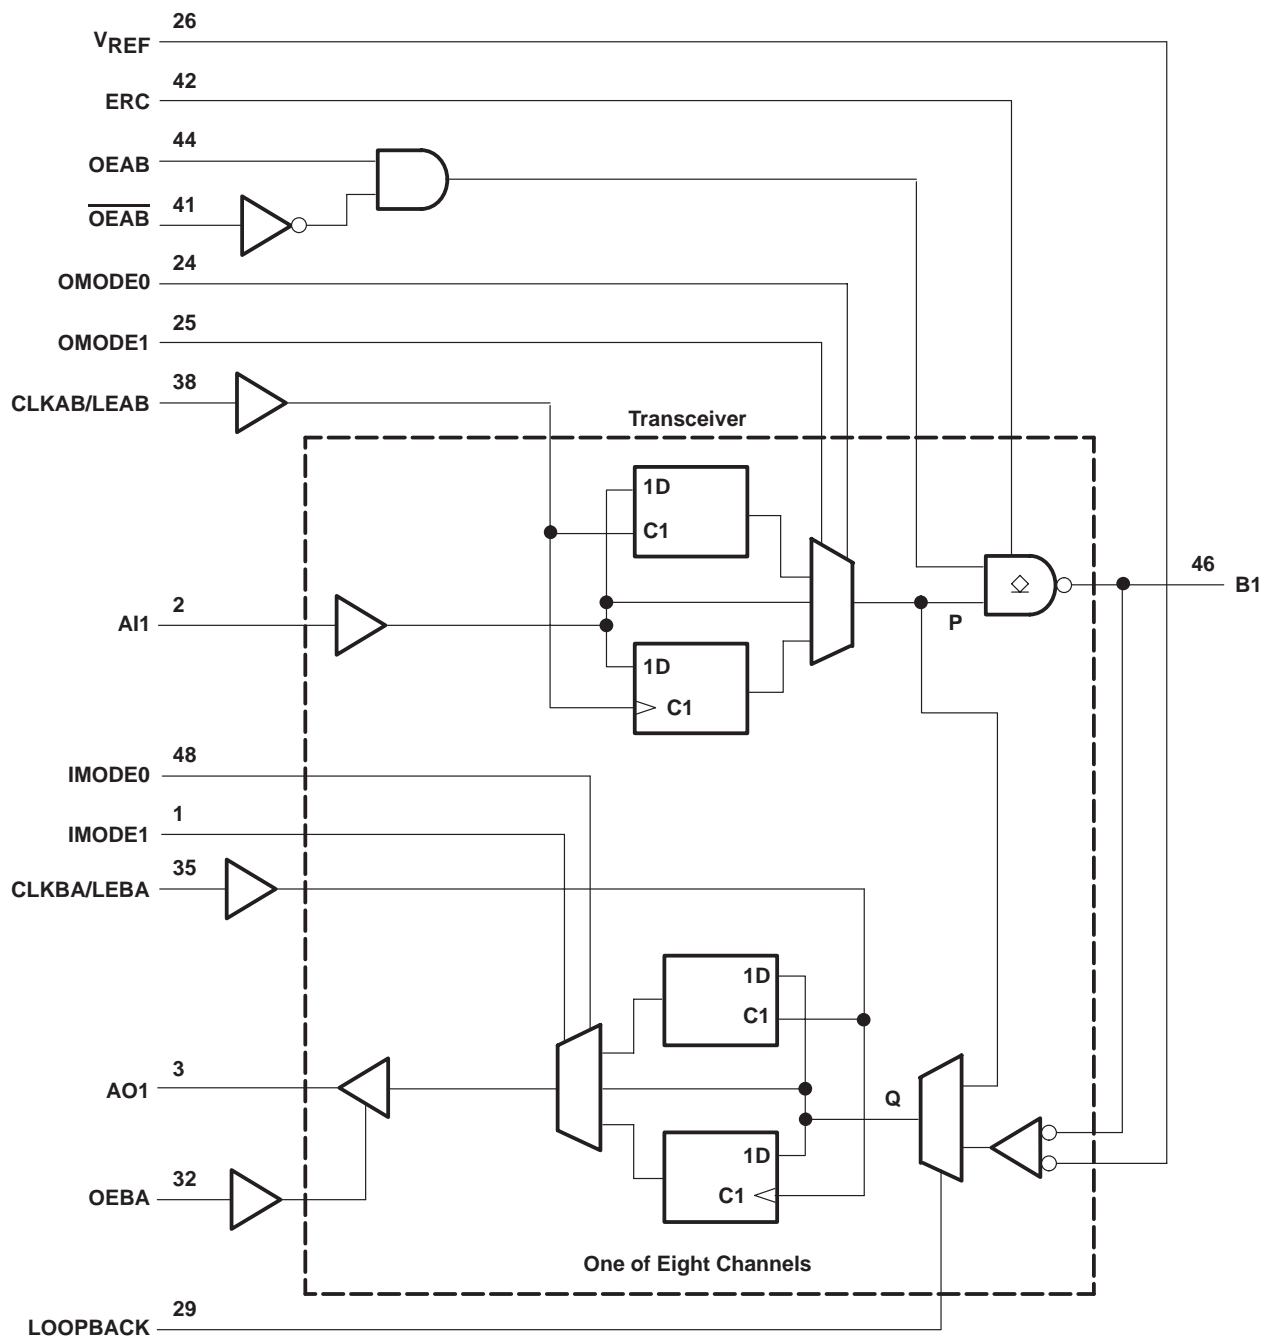 26
VREF
42
ERC
44
OEAB
41
OEAB
24
OMODE0
25
OMODE1
38
CLKAB/LEAB
Transceiver
1D
C1
46
B1
2
AI1
P
1D
C1
48
IMODE0
1
IMODE1
35
CLKBA/LEBA
1D
C1
3
AO1
Q
1D
C1
32
OEBA
One of Eight Channels
29
LOOPBACK